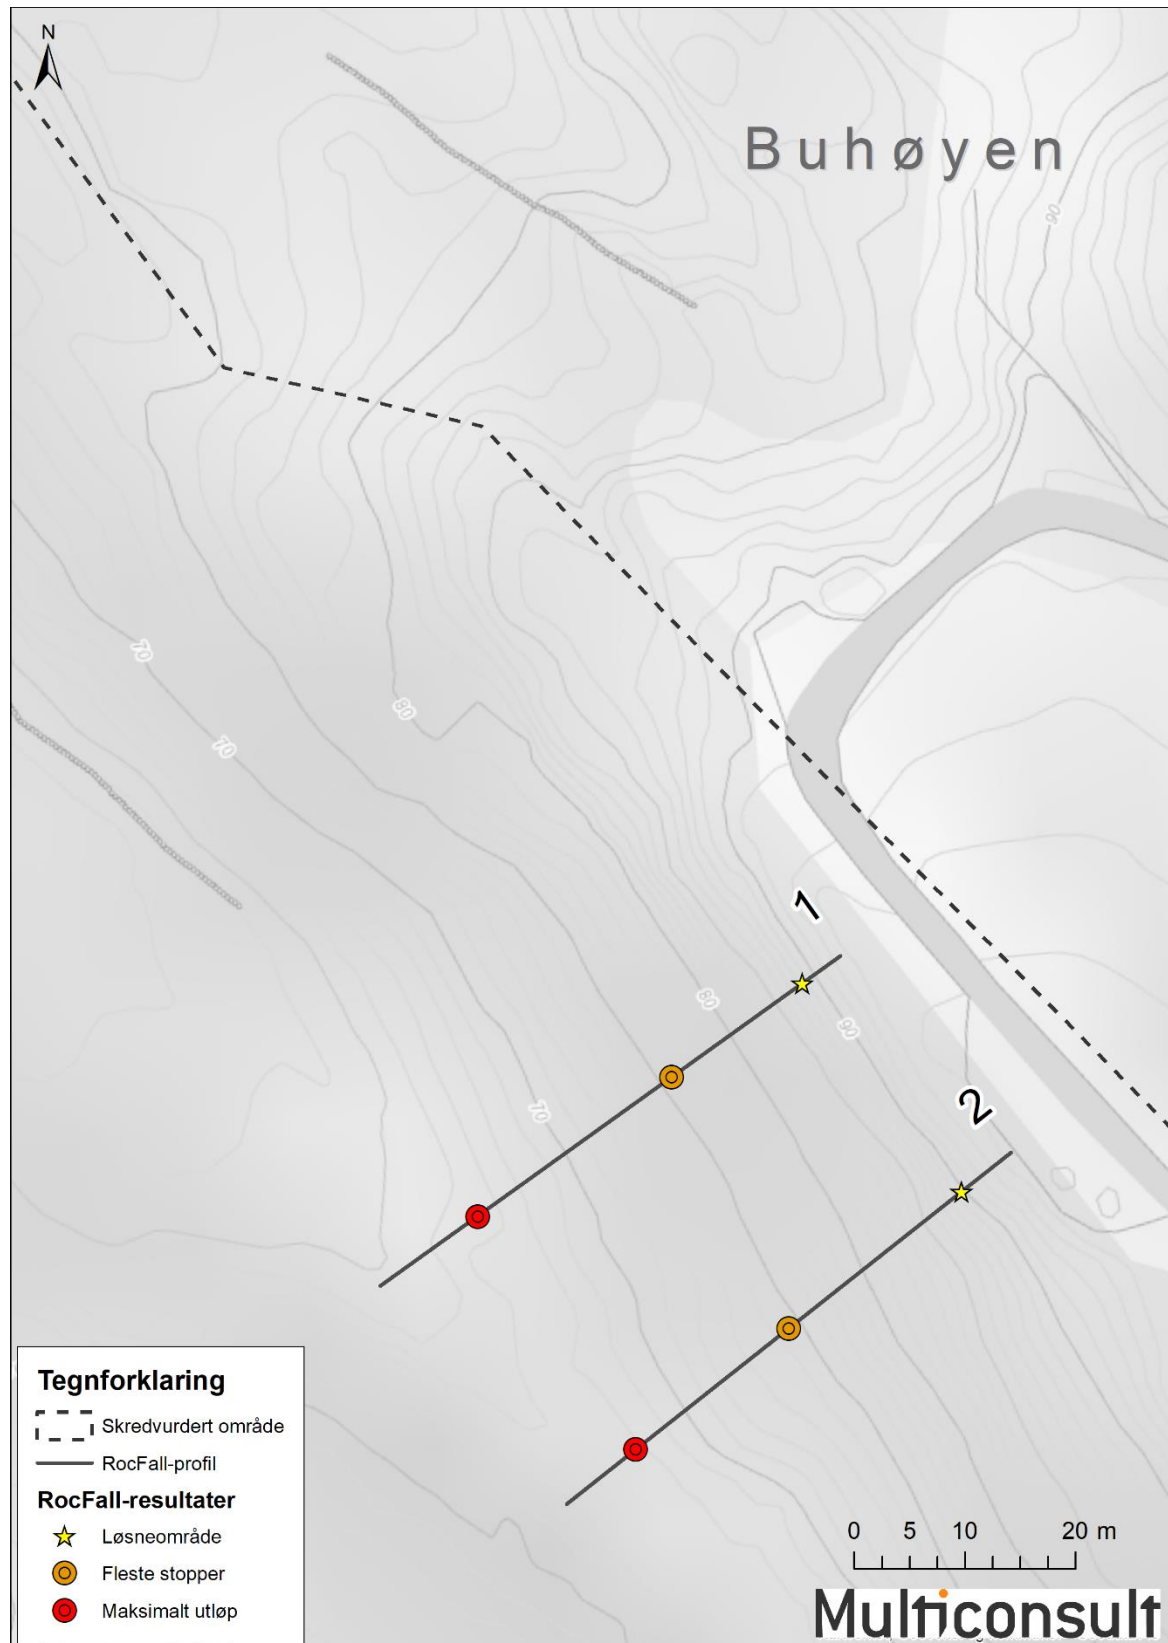 N
Buhøyen
90
70
80
70
1
80
90
2
70
Tegnforklaring
Skredvurdert område
RocFall-profil
RocFall-resultater
Løsneområde
Fleste stopper
Maksimalt utløp
0 5 10 20 m
Multiconsult